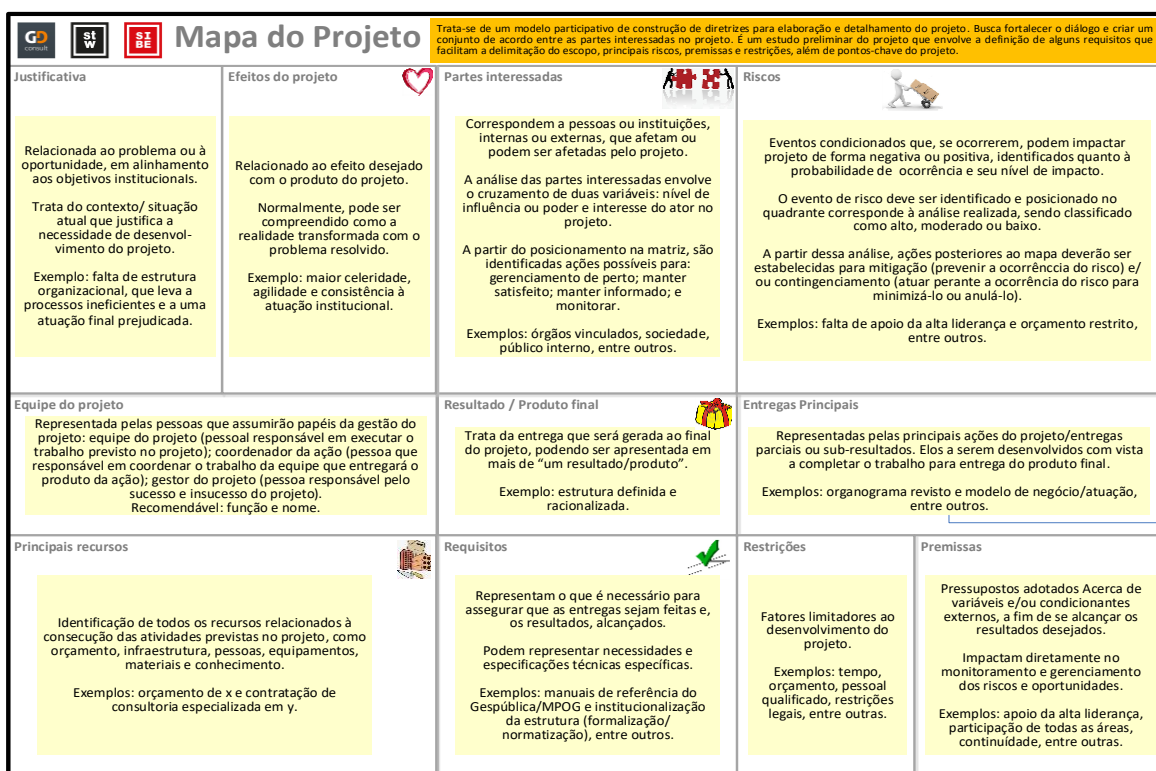 GD
consult
st
W
SI
BE
Mapa do Projeto
Trata-se de um modelo participativo de construção de diretrizes para elaboração e detalhamento do projeto. Busca fortalecer o diálogo e criar um
conjunto de acordo entre as partes interessadas no projeto. É um estudo preliminar do projeto que envolve a definição de alguns requisitos que
facilitam a delimitação do escopo, principais riscos, premissas e restrições, além de pontos-chave do projeto.
Justificativa
Relacionada ao problema ou à
oportunidade, em alinhamento
aos objetivos institucionaIs.
Trata do contexto/ situação
atual que justifica a
necessidade de desenvol-
vimento do projeto.
Exemplo: falta de estrutura
organizacional, que leva a
processos ineficientes e a uma
atuação final prejudicada.
Efeitos do projeto
Relacionado ao efeito desejado
com o produto do projeto.
Normalmente, pode ser
compreendido como a
realidade transformada com o
problema resolvido.
Exemplo: maior celeridade,
agilidade e consistência à
atuação institucional.
Partes interessadas
Correspondem a pessoas ou instituições,
internas ou externas, que afetam ou
podem ser afetadas pelo projeto.
A análise das partes interessadas envolve
o cruzamento de duas variáveis: nível de
influência ou poder e interesse do ator no
projeto.
A partir do posicionamento na matriz, são
identificadas ações possíveis para:
gerenciamento de perto; manter
satisfeito; manter informado; e
monitorar.
Exemplos: órgãos vinculados, sociedade,
público interno, entre outros.
Riscos
Eventos condicionados que, se ocorrerem, podem impactar
projeto de forma negativa ou positiva, identificados quanto à
probabilidade de ocorrência e seu nível de impacto.
O evento de risco deve ser identificado e posicionado no
quadrante corresponde à análise realizada, sendo classificado
como alto, moderado ou baixo.
A partir dessa análise, ações posteriores ao mapa deverão ser
estabelecidas para mitigação (prevenir a ocorrênccia do risco) e/
ou contingenciamento (atuar perante a ocorrência do risco para
minimizá-lo ou anulá-lo).
Exemplos: falta de apoio da alta liderança e orçamento restrito,
entre outros.
Equipe do projeto
Representada pelas pessoas que assumirão papéis da gestão do
projeto: equipe do projeto (pessoal responsável em executar o
trabalho previsto no projeto); coordenador da ação (pessoa que
responsável em coordenar o trabalho da equipe que entregará o
produto da ação); gestor do projeto (pessoa responsável pelo
sucesso e insucesso do projeto).
Recomendável: função e nome.
Resultado / Produto final
Trata da entrega que será gerada ao final
do projeto, podendo ser apresentada em
mais de “um resultado/produto”.
Exemplo: estrutura definida e
racionalizada.
Entregas Principais
Representadas pelas principais ações do projeto/entregas
parciais ou sub-resultados. Elos a serem desenvolvidos com vista
a completar o trabalho para entrega do produto final.
Exemplos: organograma revisto e modelo de negócio/atuação,
entre outros.
Principais recursos
Identificação de todos os recursos relacionados à
consecução das atividades previstas no projeto, como
orçamento, infraestrutura, pessoas, equipamentos,
materiais e conhecimento.
Exemplos: orçamento de x e contratação de
consultoria especializada em y.
Requisitos
Representam o que é necessário para
assegurar que as entregas sejam feitas e,
os resultados, alcançados.
Podem representar necessidades e
especificações técnicas específicas.
Exemplos: manuais de referência do
Gespública/MPOG e institucionalização
da estrutura (formalização/
normatização), entre outros.
Restrições
Fatores limitadores ao
desenvolvimento do
projeto.
Exemplos: tempo,
orçamento, pessoal
qualificado, restrições
legais, entre outras.
Premissas
Pressupostos adotados Acerca de
variáveis e/ou condicionantes
externos, a fim de se alcançar os
resultados desejados.
Impactam diretamente no
monitoramento e gerenciamento
dos riscos e oportunidades.
Exemplos: apoio da alta liderança,
participação de todas as áreas,
continuídade, entre outras.